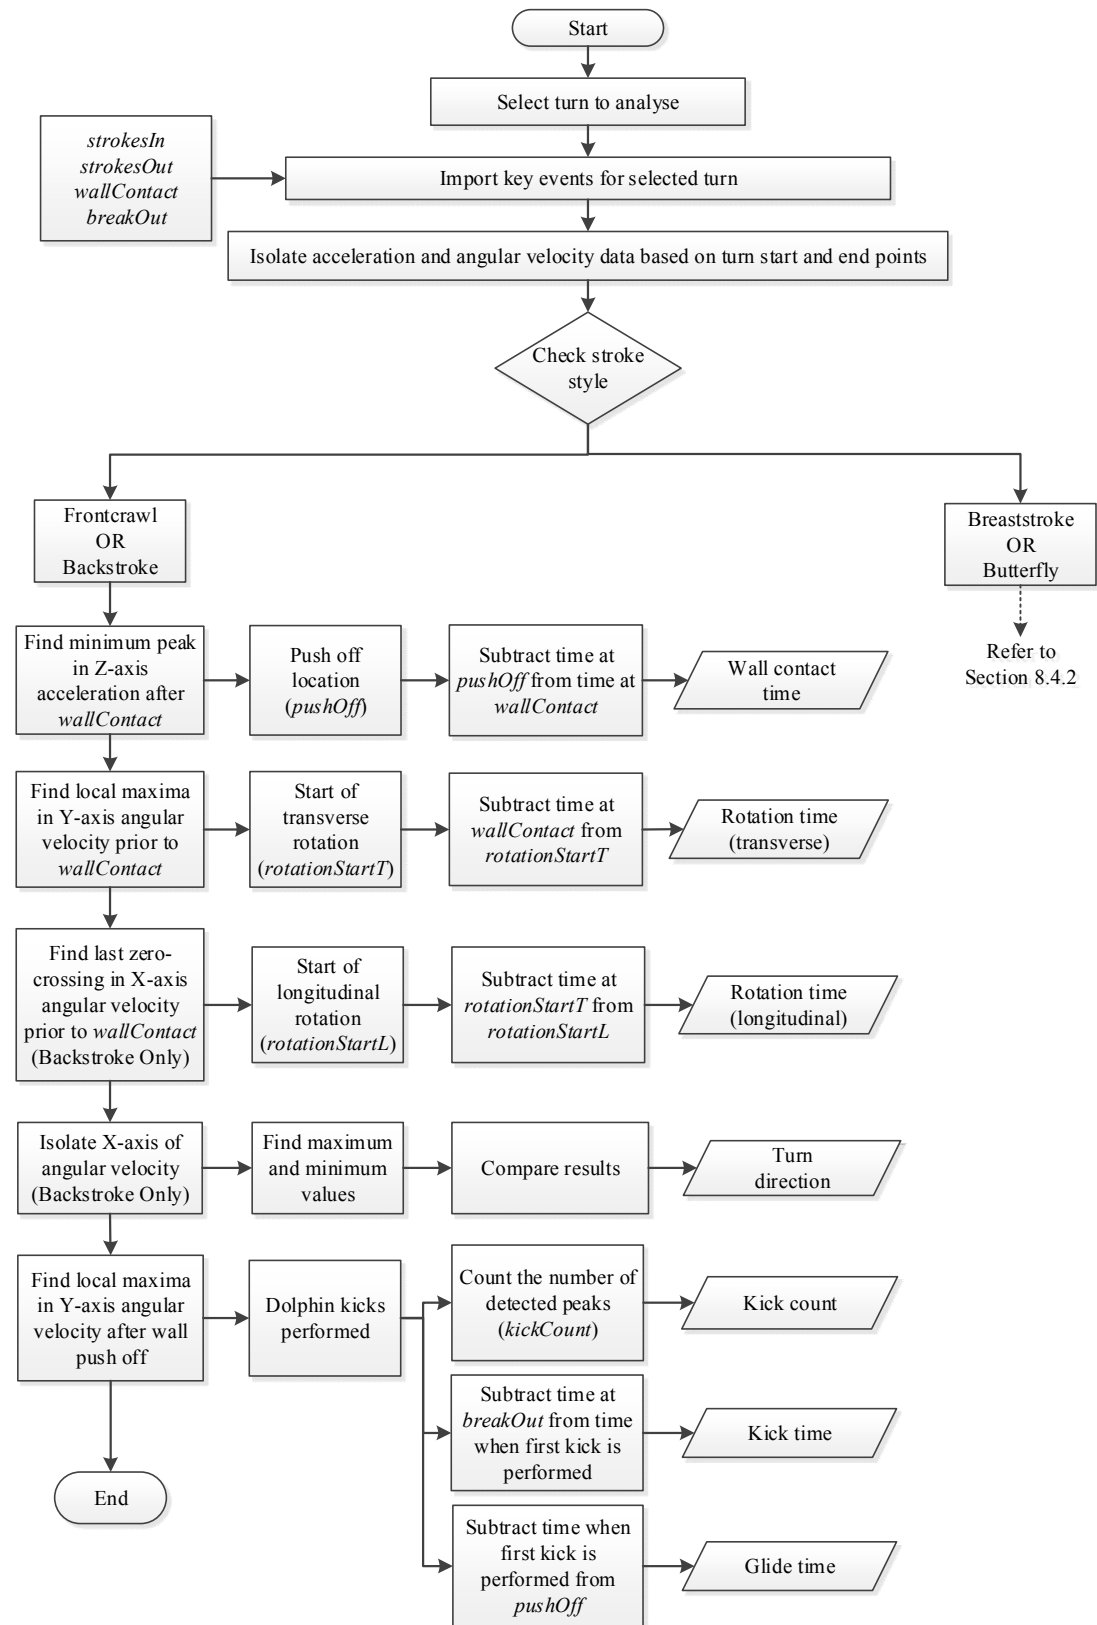 Start
Select turn to analyse
strokesIn
strokesOut
wallContact
breakOut
Import key events for selected turn
Isolate acceleration and angular velocity data based on turn start and end points
Check stroke
style
Frontcrawl
OR
Backstroke
Breaststroke
OR
Butterfly
Refer to
Section 8.4.2
Find minimum peak
in Z-axis
acceleration after
wallContact
Push off
location
(pushOff)
Subtract time at
pushOff from time at
wallContact
Wall contact
time
Find local maxima
in Y-axis angular
velocity prior to
wallContact
Start of
transverse
rotation
(rotationStartT)
Subtract time at
wallContact from
rotationStartT
Rotation time
(transverse)
Find last zero-
crossing in X-axis
angular velocity
prior to wallContact
(Backstroke Only)
Start of
longitudinal
rotation
(rotationStartL)
Subtract time at
rotationStartT from
rotationStartL
Rotation time
(longitudinal)
Isolate X-axis of
angular velocity
(Backstroke Only)
Find maximum
and minimum
values
Compare results
Turn
direction
Find local maxima
in Y-axis angular
velocity after wall
push off
Dolphin kicks
performed
Count the number of
detected peaks
(kickCount)
Kick count
Subtract time at
breakOut from time
when first kick is
performed
Kick time
End
Subtract time when
first kick is
performed from
pushOff
Glide time